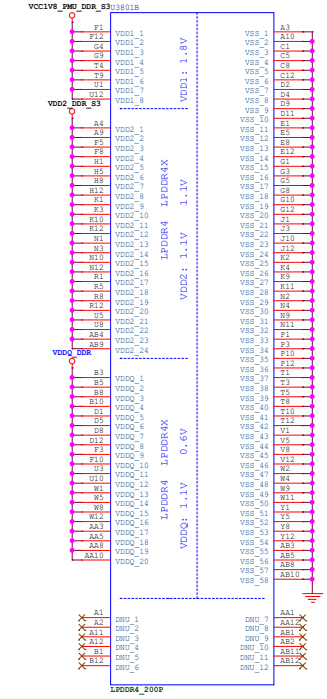 VCC1V8_PMU_DDR_S3
U3801B
F1 VDD1_1
F12 VDD1_2
G4 VDD1_3
G9 VDD1_4
T4 VDD1_5
T9 VDD1_6
U1 VDD1_7
U12 VDD1_8
VDD1: 1.8V
VDD2_DDR_S3
A4 VDD2_1
A9 VDD2_2
F5 VDD2_3
F8 VDD2_4
H1 VDD2_5
H5 VDD2_6
H8 VDD2_7
H12 VDD2_8
K1 VDD2_9
K3 VDD2_10
K10 VDD2_11
K12 VDD2_12
N1 VDD2_13
N3 VDD2_14
N10 VDD2_15
N12 VDD2_16
R1 VDD2_17
R5 VDD2_18
R8 VDD2_19
R12 VDD2_20
U5 VDD2_21
U8 VDD2_22
AB4 VDD2_23
AB9 VDD2_24
LPDDR4 LPDDR4X
VDD2: 1.1V 1.1V
VDDQ_DDR
B3 VDDQ_1
B5 VDDQ_2
B8 VDDQ_3
B10 VDDQ_4
D1 VDDQ_5
D5 VDDQ_6
D8 VDDQ_7
D12 VDDQ_8
F3 VDDQ_9
F10 VDDQ_10
U3 VDDQ_11
U10 VDDQ_12
W1 VDDQ_13
W5 VDDQ_14
W8 VDDQ_15
W12 VDDQ_16
AA3 VDDQ_17
AA5 VDDQ_18
AA8 VDDQ_19
AA10 VDDQ_20
LPDDR4 LPDDR4X
VDDQ: 1.1V 0.6V
A1 DNU_1
A2 DNU_2
A11 DNU_3
A12 DNU_4
B1 DNU_5
B12 DNU_6
VSS_1 A3
VSS_2 A10
VSS_3 C1
VSS_4 C5
VSS_5 C8
VSS_6 C12
VSS_7 D2
VSS_8 D4
VSS_9 D9
VSS_10 D11
VSS_11 E1
VSS_12 E5
VSS_13 E8
VSS_14 E12
VSS_15 G1
VSS_16 G3
VSS_17 G5
VSS_18 G8
VSS_19 G10
VSS_20 G12
VSS_21 J1
VSS_22 J3
VSS_23 J10
VSS_24 J12
VSS_25 K2
VSS_26 K4
VSS_27 K9
VSS_28 K11
VSS_29 N2
VSS_30 N4
VSS_31 N9
VSS_32 N11
VSS_33 P1
VSS_34 P3
VSS_35 P10
VSS_36 P12
VSS_37 T1
VSS_38 T3
VSS_39 T5
VSS_40 T8
VSS_41 T10
VSS_42 T12
VSS_43 V1
VSS_44 V5
VSS_45 V8
VSS_46 V12
VSS_47 W2
VSS_48 W4
VSS_49 W9
VSS_50 W11
VSS_51 Y1
VSS_52 Y5
VSS_53 Y8
VSS_54 Y12
VSS_55 AB3
VSS_56 AB5
VSS_57 AB8
VSS_58 AB10
DNU_7 AA1
DNU_8 AA12
DNU_9 AB1
DNU_10 AB2
DNU_11 AB11
DNU_12 AB12
LPDDR4_200P